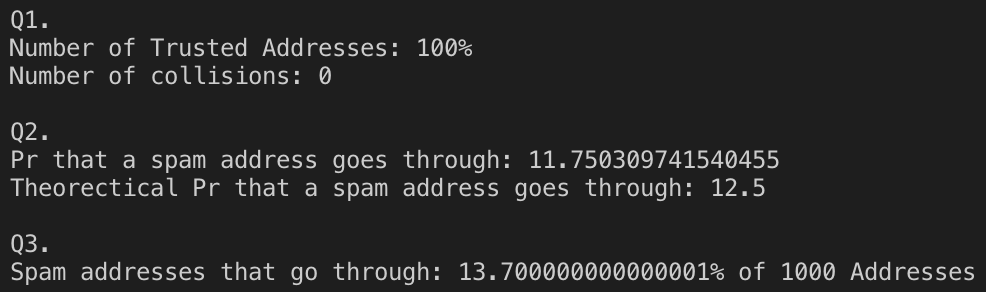 Q1.
Number of Trusted Addresses: 100%
Number of collisions: 0
Q2.
Pr that a spam address goes through: 11.750309741540455
Theorectical Pr that a spam address goes through: 12.5
Q3.
Spam addresses that go through: 13.700000000000001% of 1000 Addresses